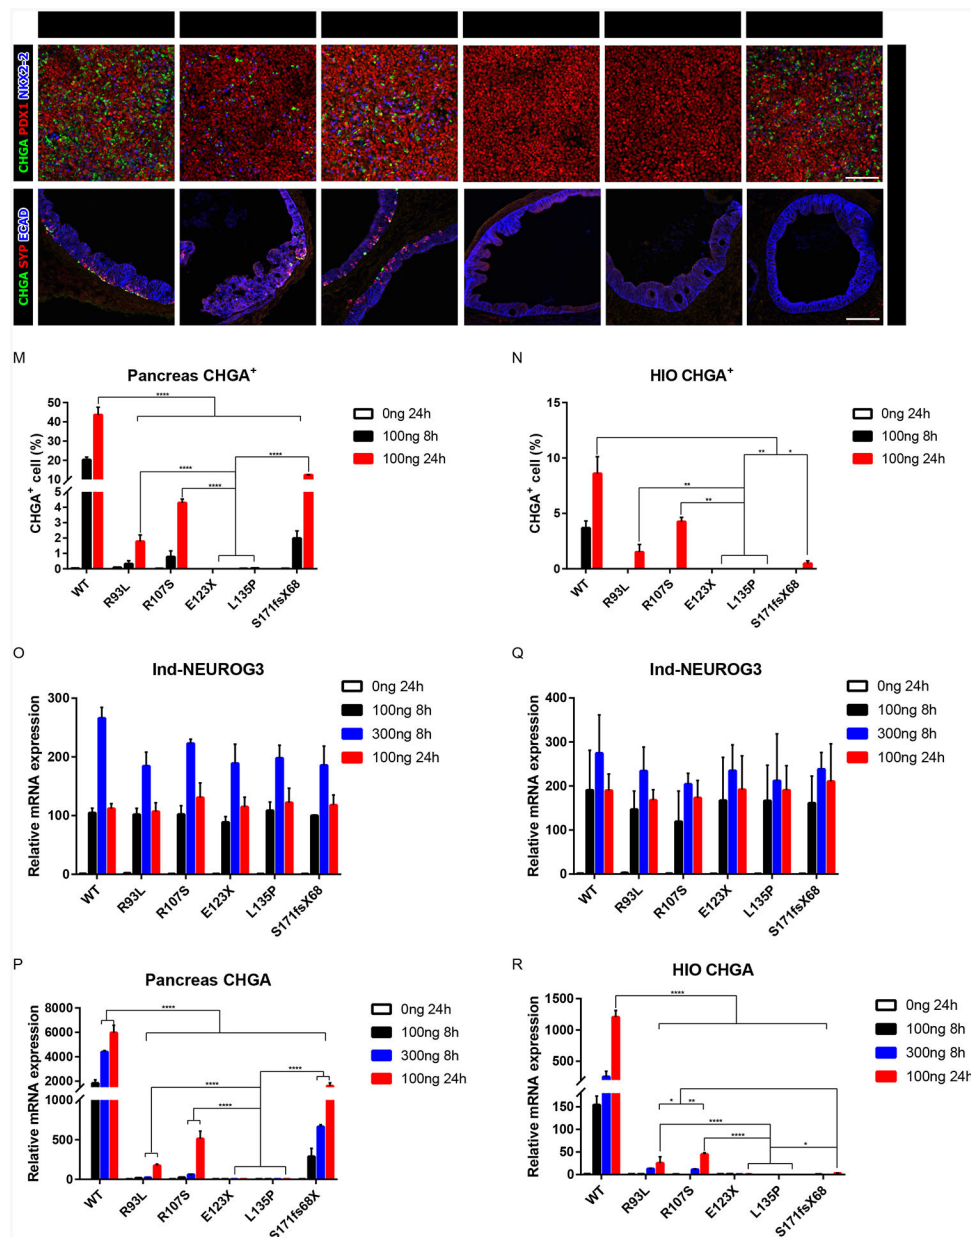 CHGA PDX1 NKX2-2
CHGA SYP ECAD
M
Pancreas CHGA+
CHGA+ cell (%)
50
40
30
20
10
5
4
3
2
1
0
WT
R93L
R107S
E123X
L135P
S171fsX68
0ng 24h
100ng 8h
100ng 24h
****
****
****
****
N
HIO CHGA+
CHGA+ cell (%)
15
10
5
0
WT
R93L
R107S
E123X
L135P
S171fsX68
0ng 24h
100ng 8h
100ng 24h
**
*
**
**
O
Ind-NEUROG3
Relative mRNA expression
300
200
100
0
WT
R93L
R107S
E123X
L135P
S171fsX68
0ng 24h
100ng 8h
300ng 8h
100ng 24h
Q
Ind-NEUROG3
Relative mRNA expression
400
300
200
100
0
WT
R93L
R107S
E123X
L135P
S171fsX68
0ng 24h
100ng 8h
300ng 8h
100ng 24h
P
Pancreas CHGA
Relative mRNA expression
8000
6000
4000
2000
1000
500
0
WT
R93L
R107S
E123X
L135P
S171fs68X
0ng 24h
100ng 8h
300ng 8h
100ng 24h
****
****
****
****
R
HIO CHGA
Relative mRNA expression
1500
1000
500
150
100
50
0
WT
R93L
R107S
E123X
L135P
S171fsX68
0ng 24h
100ng 8h
300ng 8h
100ng 24h
****
*
**
****
****
*